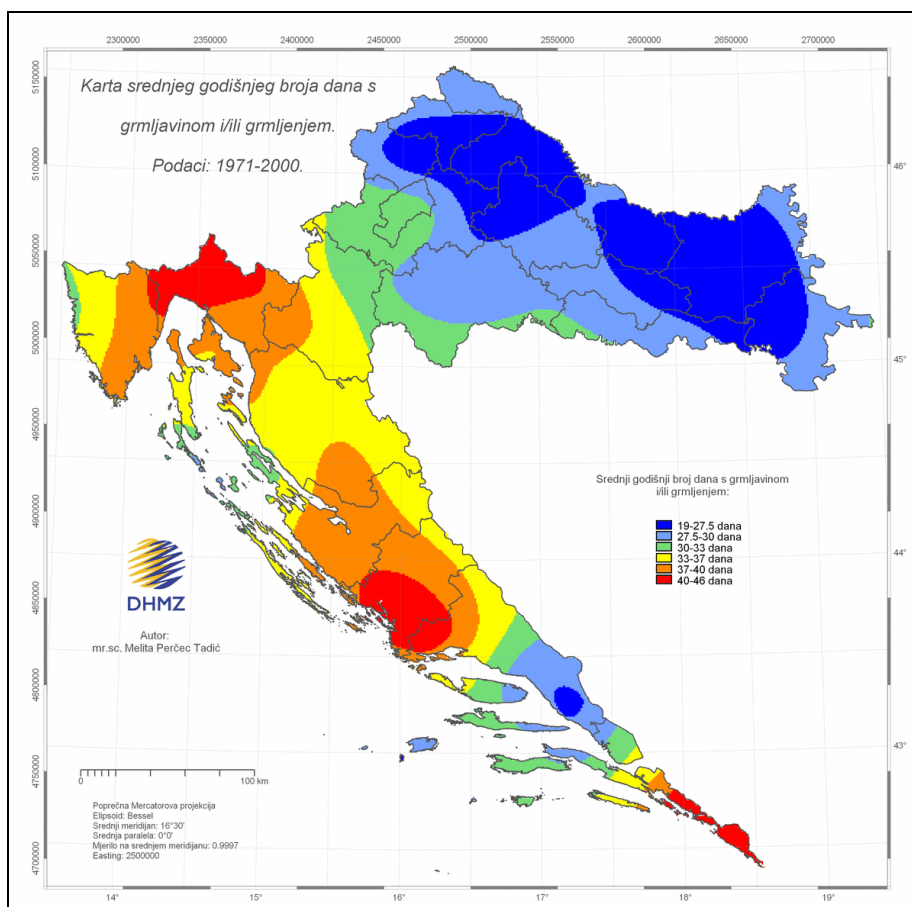 2300000 2350000 2400000 2450000 2500000 2550000 2600000 2650000 2700000
5150000
5100000
5050000
5000000
4950000
4900000
4850000
4800000
4750000
4700000
Karta srednjeg godišnjeg broja dana s
grmljavinom i/ili grmljenjem.
Podaci: 1971-2000.
46°
45°
44°
43°
Srednji godišnji broj dana s grmljavinom
i/ili grmljenjem:
19-27.5 dana
27.5-30 dana
30-33 dana
33-37 dana
37-40 dana
40-46 dana
DHMZ
Autor:
mr.sc. Melita Perčec Tadić
0 100 km
Poprečna Mercatorova projekcija
Elipsoid: Bessel
Srednji meridijan: 16°30'
Srednja paralela: 0°0'
Mjerilo na srednjem meridijanu: 0.9997
Easting: 2500000
14° 15° 16° 17° 18° 19°